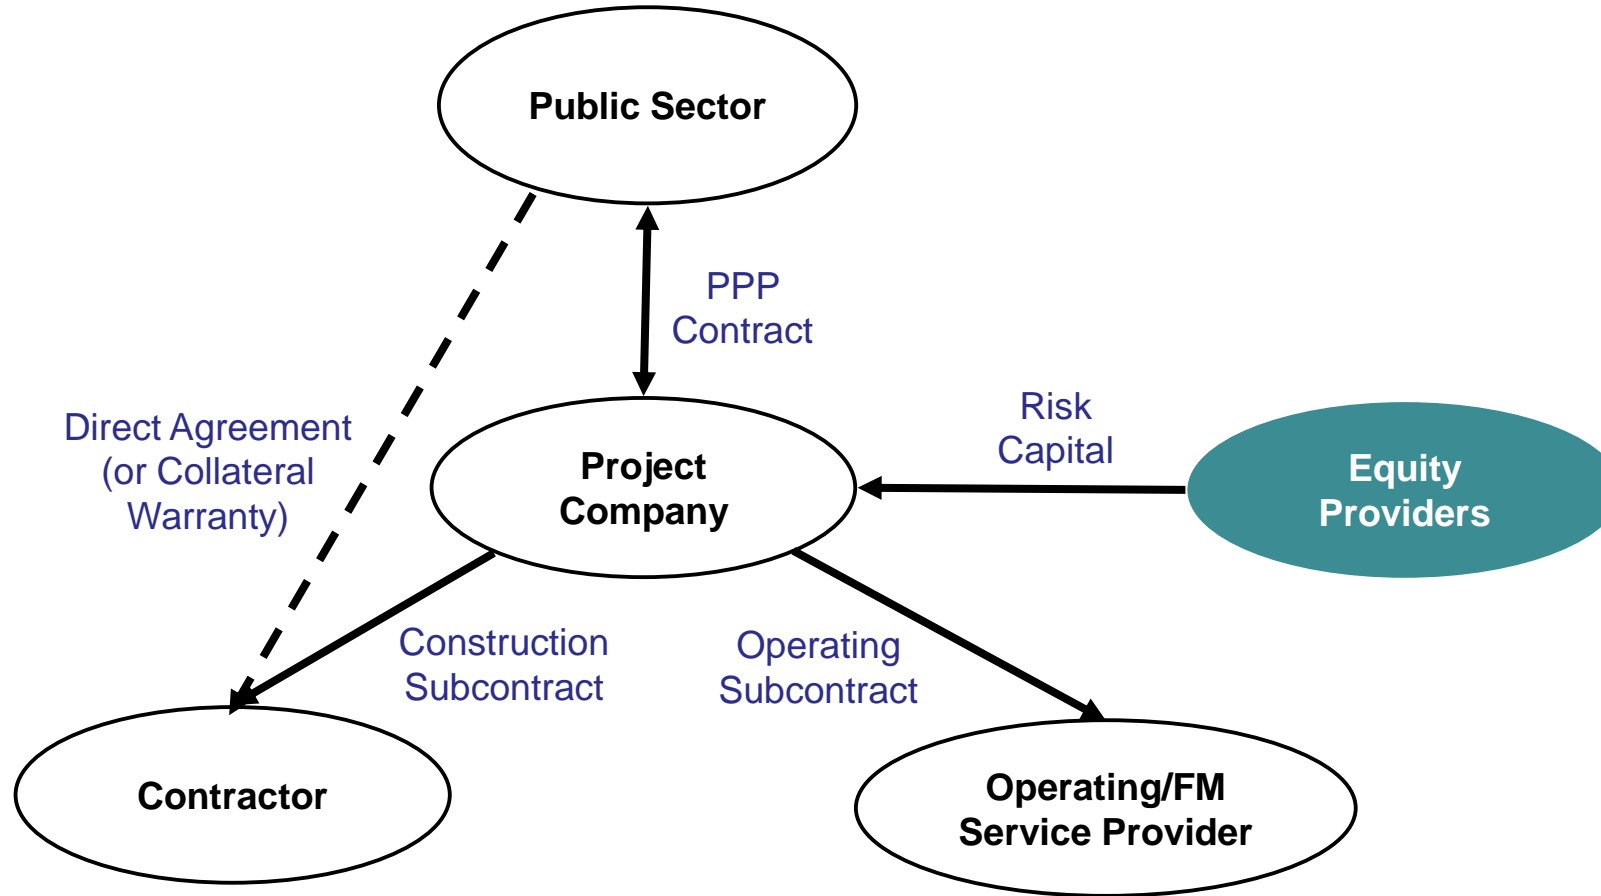 Public Sector
PPP
Contract
Direct Agreement
(or Collateral
Warranty)
Risk
Capital
Project
Company
Equity
Providers
Construction
Subcontract
Operating
Subcontract
Contractor
Operating/FM
Service Provider